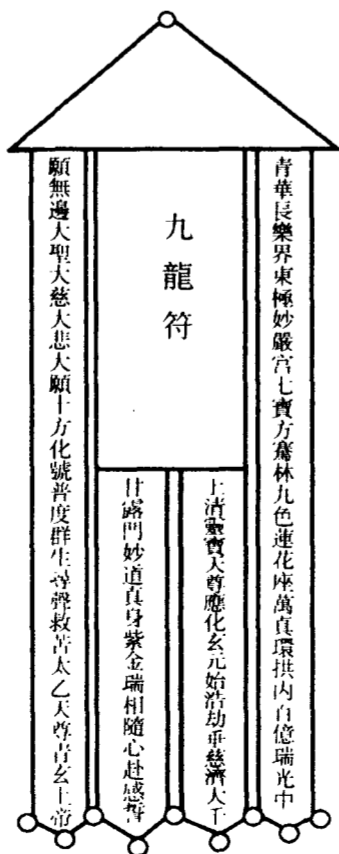 九龍符
青華長樂界東極妙嚴宮七寶方騫林九色蓮花座萬真環拱內百億瑞光中
上清靈寶天尊應化玄元始浩劫垂慈濟大千
甘露門妙道真身紫金瑞相隨心赴感誓
願無邊大聖大慈大悲大願十方化號普度群生尋聲救苦太乙天尊青玄上帝